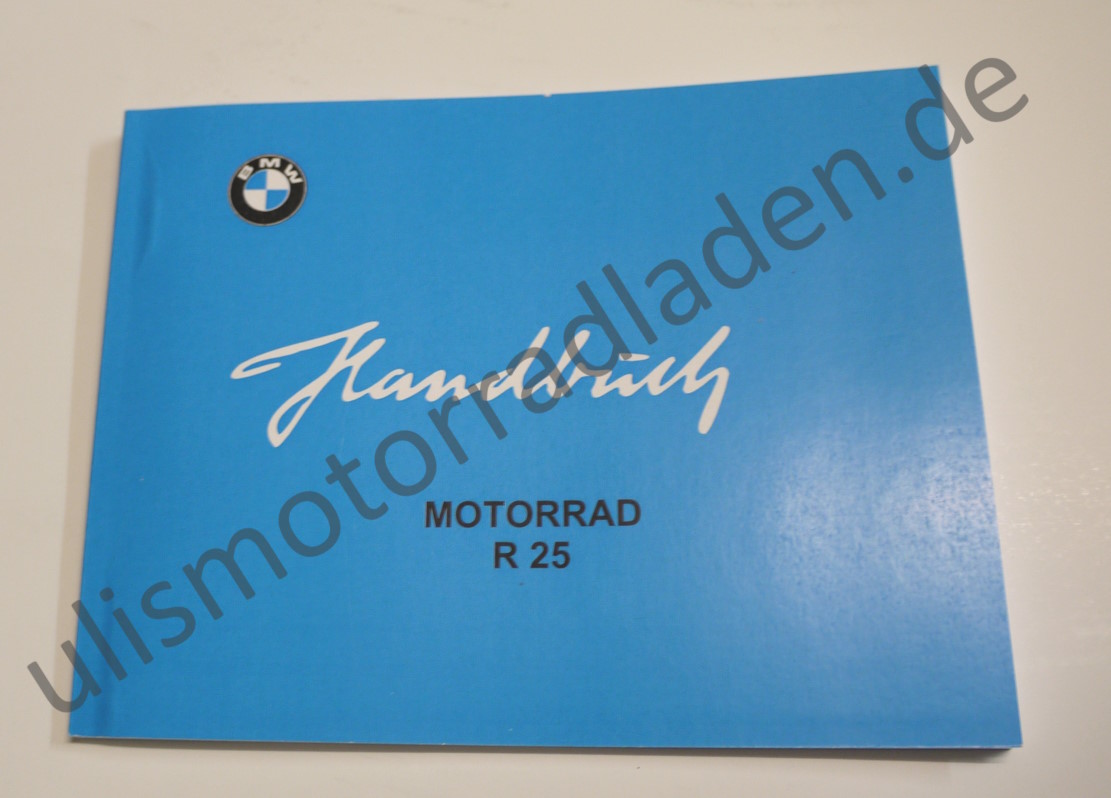 BMW
Handbuch
MOTORRAD
R 25
ulismotorradladen.de